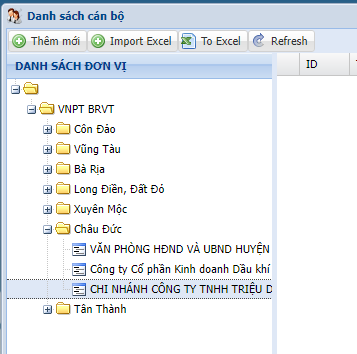 Danh sách cán bộ
Thêm mới Import Excel To Excel Refresh
DANH SÁCH ĐƠN VỊ ID
VNPT BRVT
Côn Đảo
Vũng Tàu
Bà Rịa
Long Điền, Đất Đỏ
Xuyên Mộc
Châu Đức
VĂN PHÒNG HĐND VÀ UBND HUYỆN
Công ty Cổ phần Kinh doanh Dầu khí
CHI NHÁNH CÔNG TY TNHH TRIỆU
Tân Thành